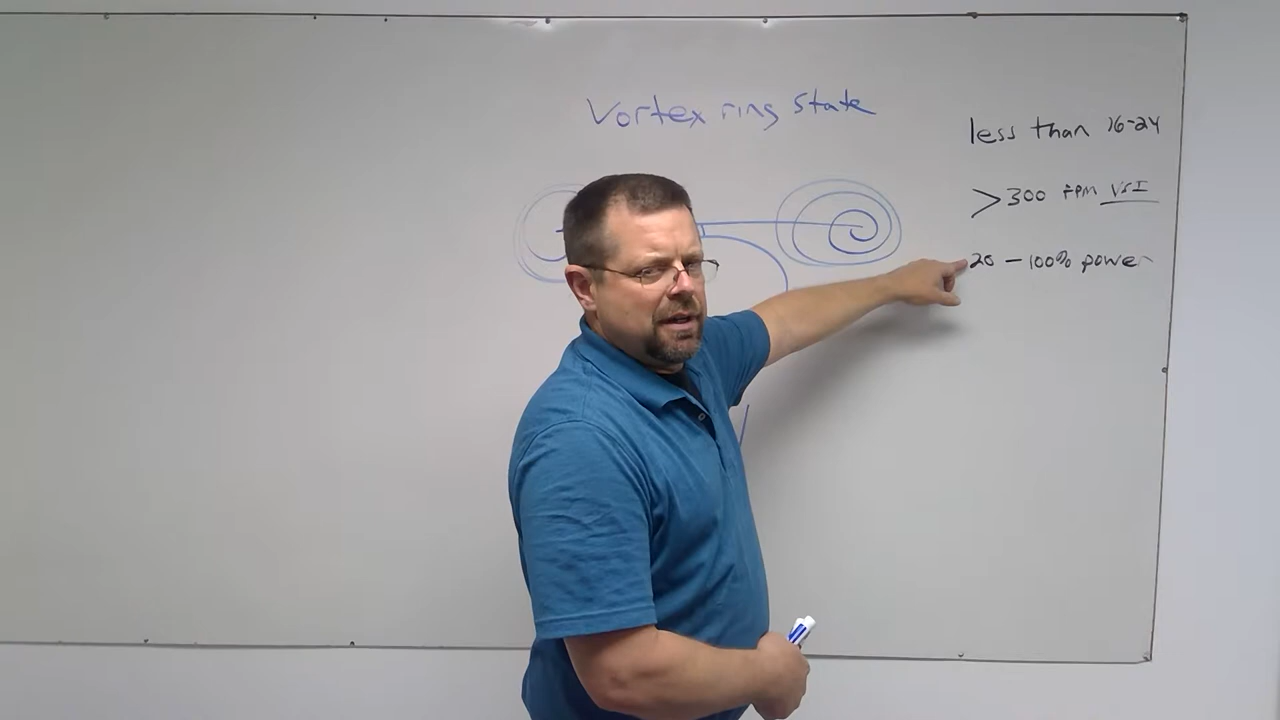 Vortex ring state
less than 16-24
>300 FPM VSI
20 - 100% power